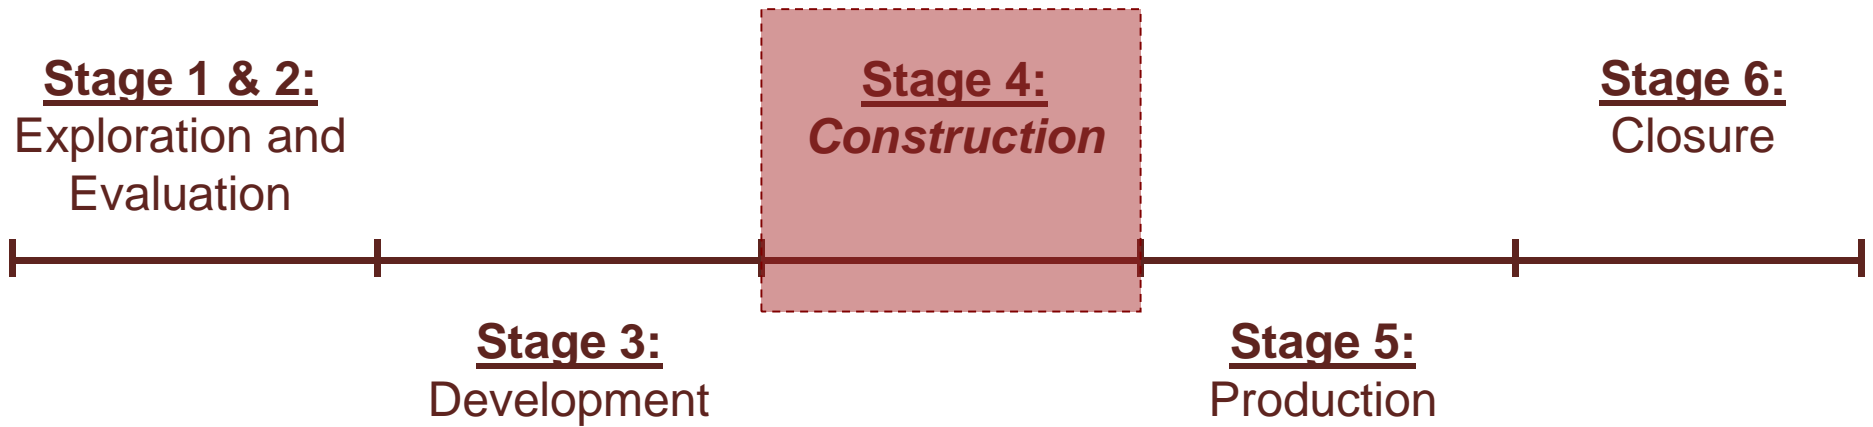 Stage 1 & 2:
Exploration and
Evaluation
Stage 3:
Development
Stage 4:
Construction
Stage 5:
Production
Stage 6:
Closure